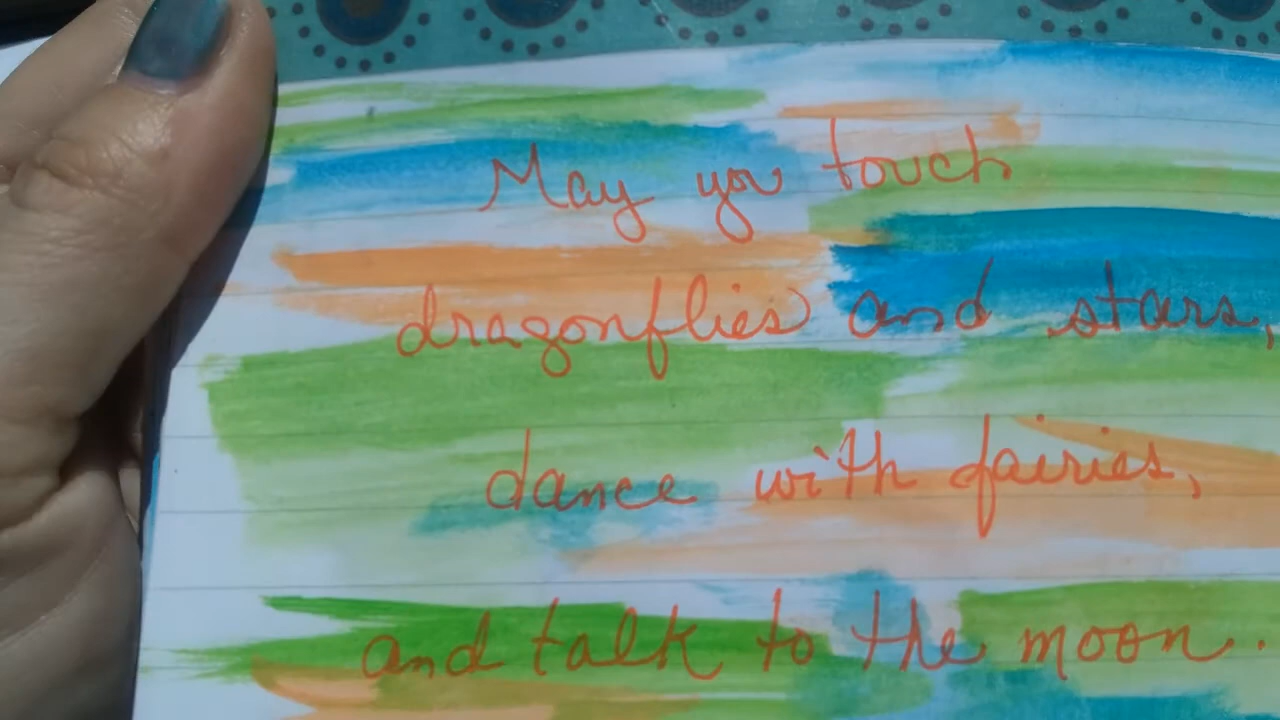 May you touch
dragonflies and stars,
dance with fairies,
and talk to the moon.